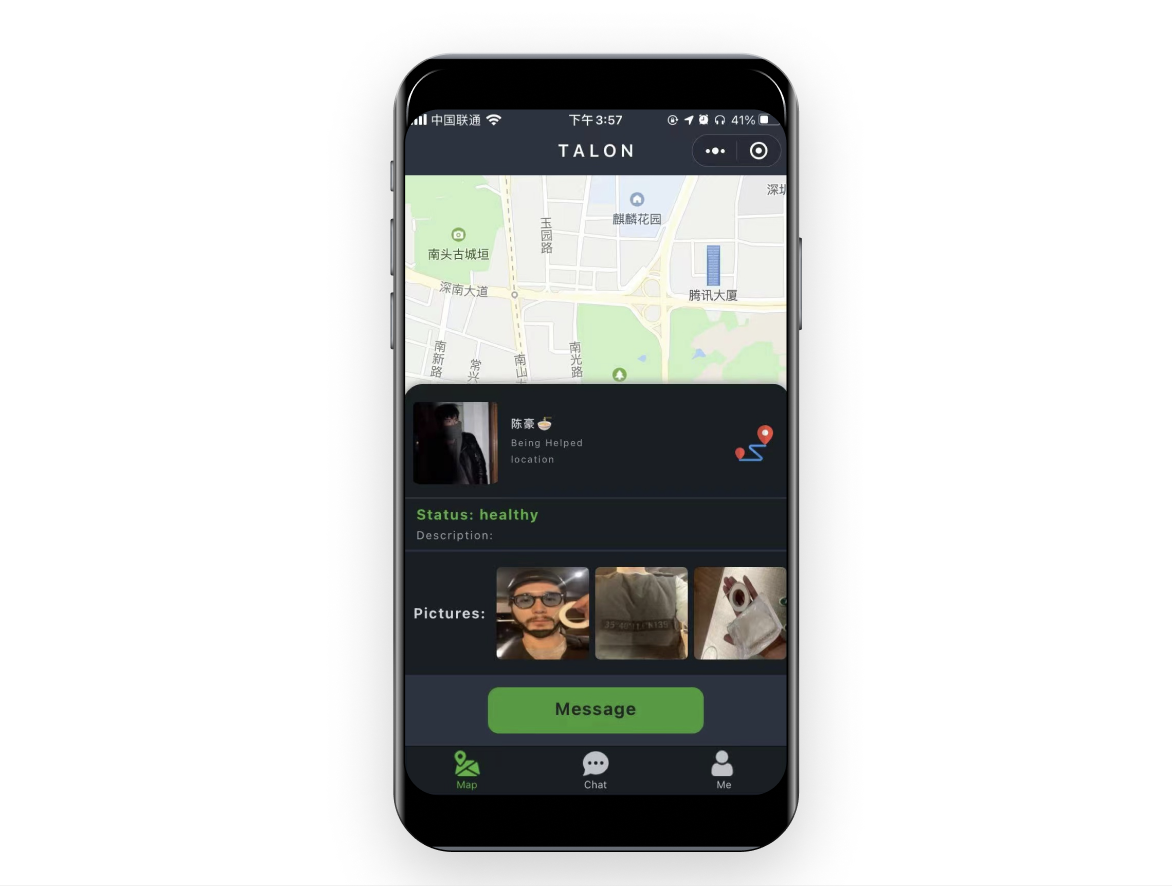 中国联通
下午3:57
41%
TALON
深圳
麒麟花园
玉园路
南头古城垣
腾讯大厦
深南大道
南新路
常兴
南山大
南光路
陈豪🍜
Being Helped
location
Status: healthy
Description:
Pictures:
Message
Map
Chat
Me